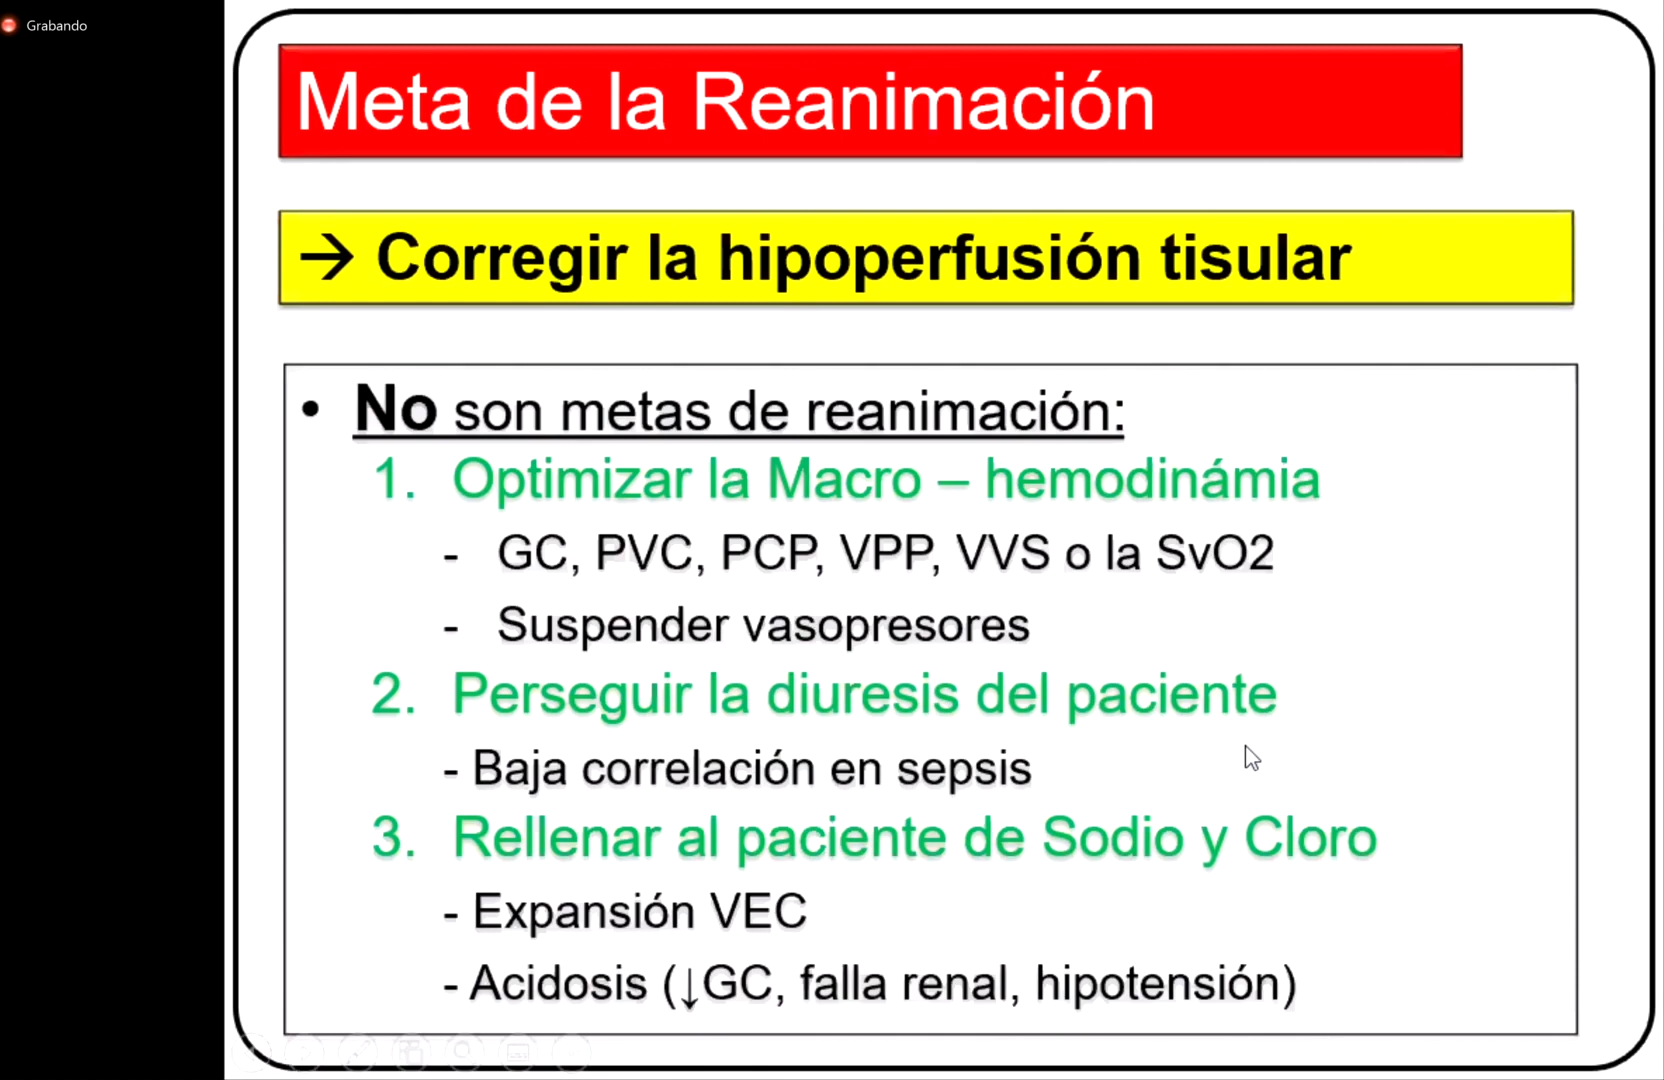 Grabando
Meta de la Reanimación
→ Corregir la hipoperfusión tisular
• No son metas de reanimación:
1. Optimizar la Macro – hemodinámia
- GC, PVC, PCP, VPP, VVS o la SvO2
- Suspender vasopresores
2. Perseguir la diuresis del paciente
- Baja correlación en sepsis
3. Rellenar al paciente de Sodio y Cloro
- Expansión VEC
- Acidosis (↓GC, falla renal, hipotensión)